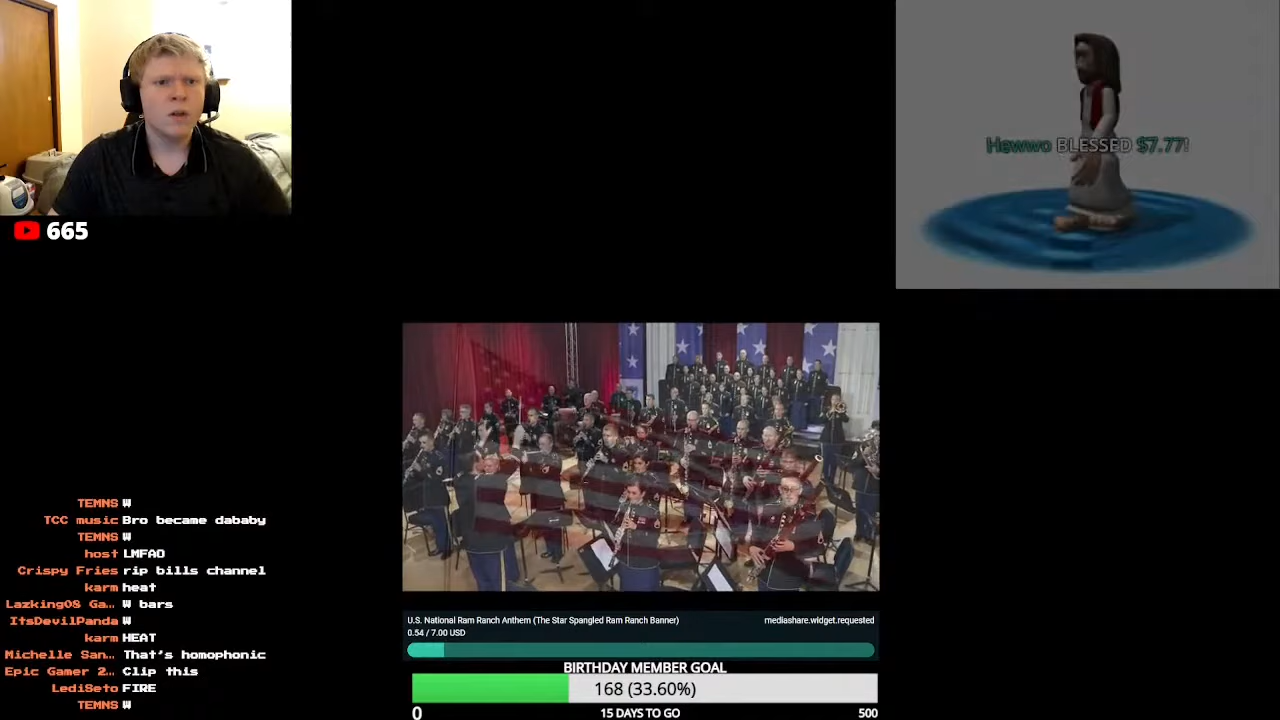 Hewwo BLESSED $7.77!
665
TEMNS W
TCC music Bro became dababy
TEMNS W
host LMFAO
Crispy Fries rip bills channel
karm heat
Lazking08 Ga… W bars
ItsDevilPanda W
karm HEAT
Michelle San… That's homophonic
Epic Gamer 2… Clip this
LediSeto FIRE
TEMNS W
U.S. National Ram Ranch Anthem (The Star Spangled Ram Ranch Banner) mediashare.widget.requested
0.54 / 7.00 USD
BIRTHDAY MEMBER GOAL
168 (33.60%)
0 15 DAYS TO GO 500